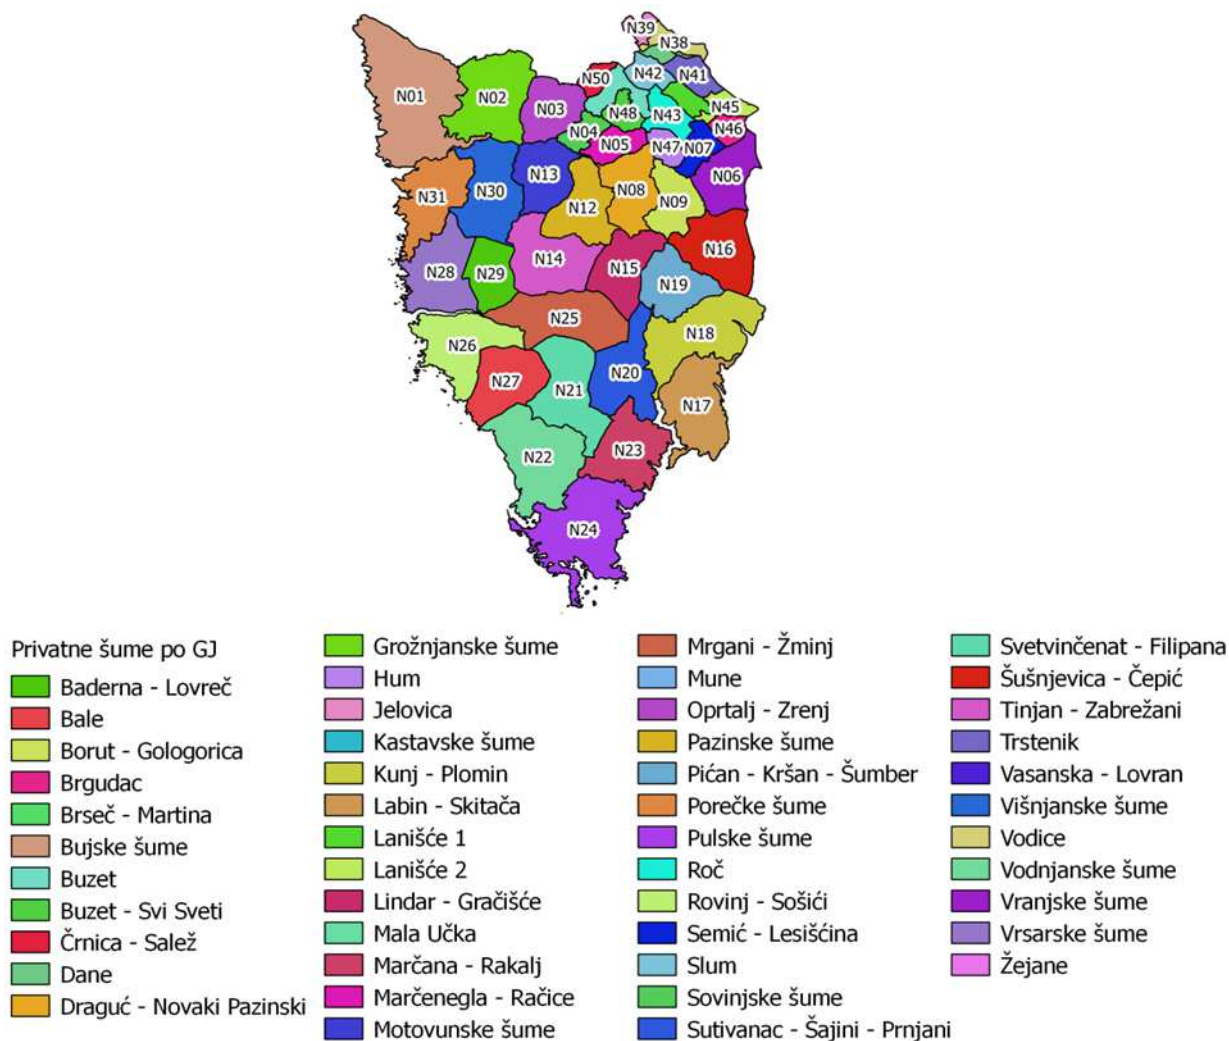 N39
N38
N50
N42
N41
N01
N02
N03
N48
N43
N45
N04
N46
N05
N47
N07
N06
N31
N30
N13
N12
N08
N09
N28
N29
N14
N15
N16
N19
N25
N26
N18
N27
N21
N20
N17
N22
N23
N24
Privatne šume po GJ
Baderna - Lovreč
Bale
Borut - Gologorica
Brgudac
Brseč - Martina
Bujske šume
Buzet
Buzet - Svi Sveti
Črnica - Salež
Dane
Draguć - Novaki Pazinski
Grožnjanske šume
Hum
Jelovica
Kastavske šume
Kunj - Plomin
Labin - Skitača
Lanišće 1
Lanišće 2
Lindar - Gračišće
Mala Učka
Marčana - Rakalj
Marčenegla - Račice
Motovunske šume
Mrgani - Žminj
Mune
Oprtalj - Zrenj
Pazinske šume
Pićan - Kršan - Šumber
Porečke šume
Pulske šume
Roč
Rovinj - Sošići
Semić - Lesišćina
Slum
Sovinjske šume
Sutivanac - Šajini - Prnjani
Svetvinčenat - Filipana
Šušnjevica - Čepić
Tinjan - Zabrežani
Trstenik
Vasanska - Lovran
Višnjanske šume
Vodice
Vodnjanske šume
Vranjske šume
Vrsarske šume
Žejane